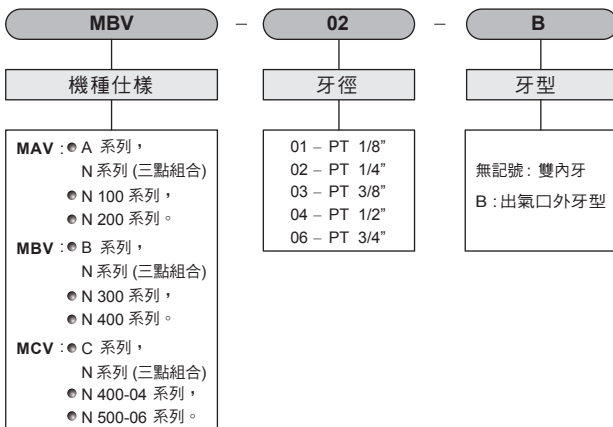 MBV – 02 – B
機種仕樣
MAV : A 系列，
N 系列 (三點組合)
N 100 系列，
N 200 系列。
MBV : B 系列，
N 系列 (三點組合)
N 300 系列，
N 400 系列。
MCV : C 系列，
N 系列 (三點組合)
N 400-04 系列，
N 500-06 系列。
牙徑
01 – PT 1/8”
02 – PT 1/4”
03 – PT 3/8”
04 – PT 1/2”
06 – PT 3/4”
牙型
無記號 : 雙內牙
B : 出氣口外牙型